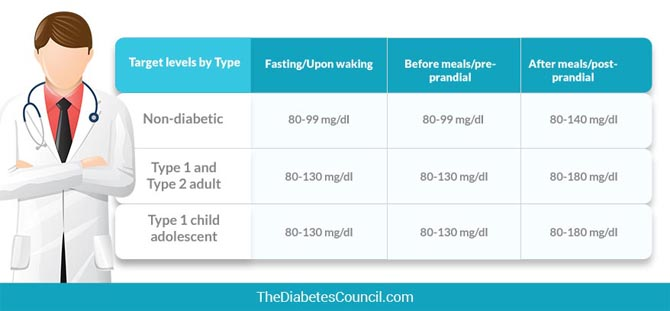 Target levels by Type
Fasting/Upon waking
Before meals/pre-
prandial
After meals/post-
prandial
Non-diabetic
80-99 mg/dl
80-99 mg/dl
80-140 mg/dl
Type 1 and
Type 2 adult
80-130 mg/dl
80-130 mg/dl
80-180 mg/dl
Type 1 child
adolescent
80-130 mg/dl
80-130 mg/dl
80-180 mg/dl
TheDiabetesCouncil.com